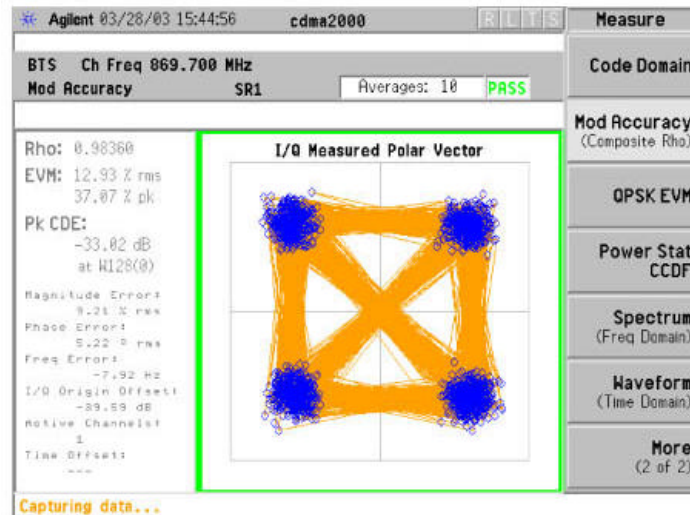 Agilent 03/28/03 15:44:56 cdma2000 R L T S Measure
BTS Ch Freq 869.700 MHz
Mod Accuracy SR1 Averages: 10 PASS
Code Domain
Mod Accuracy
(Composite Rho)
QPSK EVM
Power Stat
CCDF
Spectrum
(Freq Domain)
Waveform
(Time Domain)
More
(2 of 2)
Rho: 0.98360
EVM: 12.93 % rms
37.07 % pk
Pk CDE:
-33.02 dB
at W128(0)
Magnitude Error:
9.21 % rms
Phase Error:
5.22 ° rms
Freq Error:
-7.92 Hz
I/Q Origin Offset:
-39.59 dB
Active Channels:
1
Time Offset:
---
I/Q Measured Polar Vector
Capturing data...